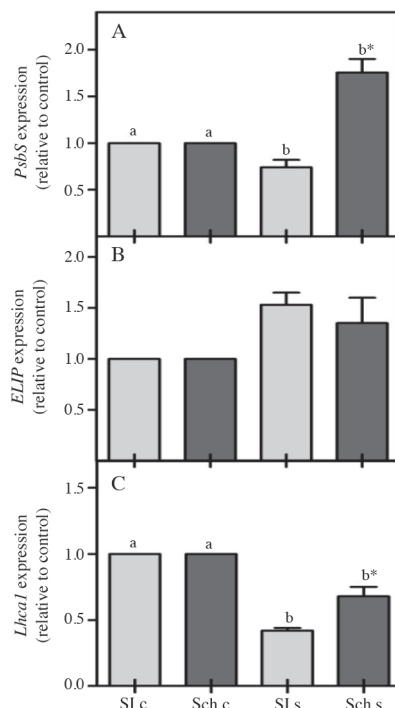 A
PsbS expression
(relative to control)
2.0
1.5
1.0
0.5
a
a
b
b*
B
ELIP expression
(relative to control)
2.0
1.5
1.0
0.5
C
Lhca1 expression
(relative to control)
1.5
1.0
0.5
0.0
a
a
b
b*
Sl c Sch c Sl s Sch s